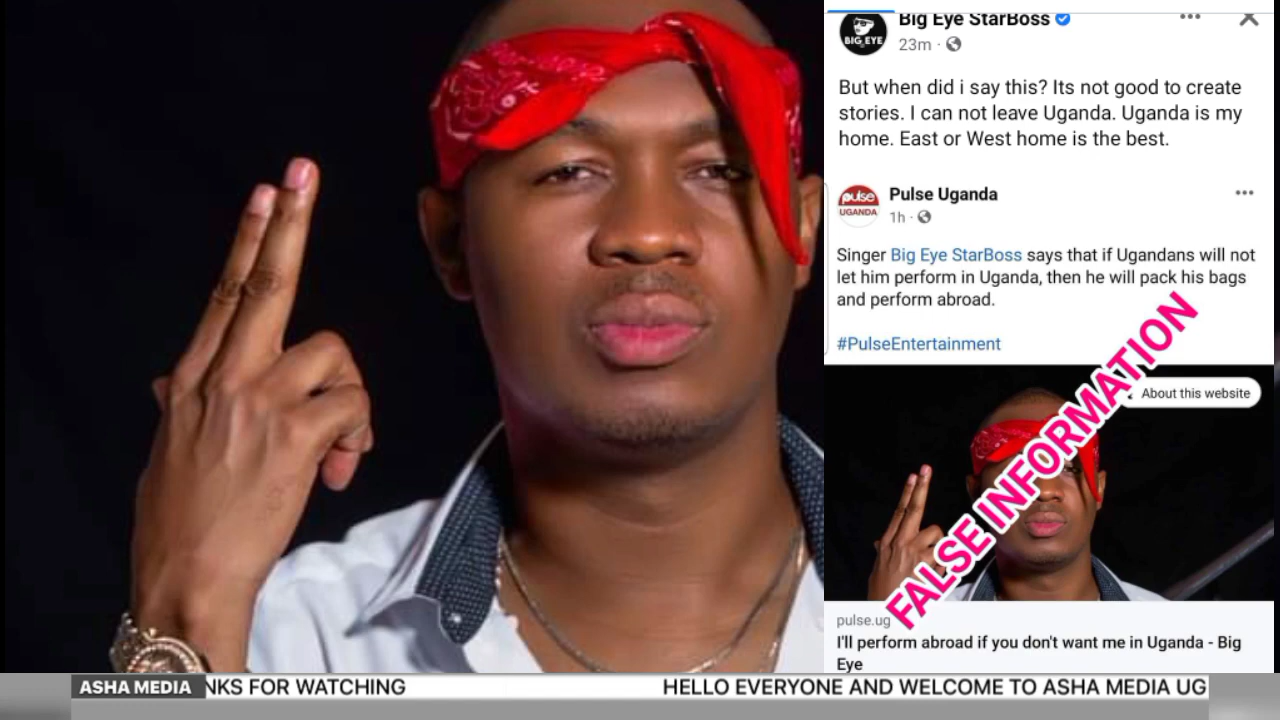 Big Eye StarBoss
BIG EYE
23m
But when did i say this? Its not good to create
stories. I can not leave Uganda. Uganda is my
home. East or West home is the best.
pulse
UGANDA
Pulse Uganda
1h
Singer Big Eye StarBoss says that if Ugandans will not
let him perform in Uganda, then he will pack his bags
and perform abroad.
#PulseEntertainment
About this website
FALSE INFORMATION
pulse.ug
I'll perform abroad if you don't want me in Uganda - Big
Eye
ASHA MEDIA
NKS FOR WATCHING
HELLO EVERYONE AND WELCOME TO ASHA MEDIA UG